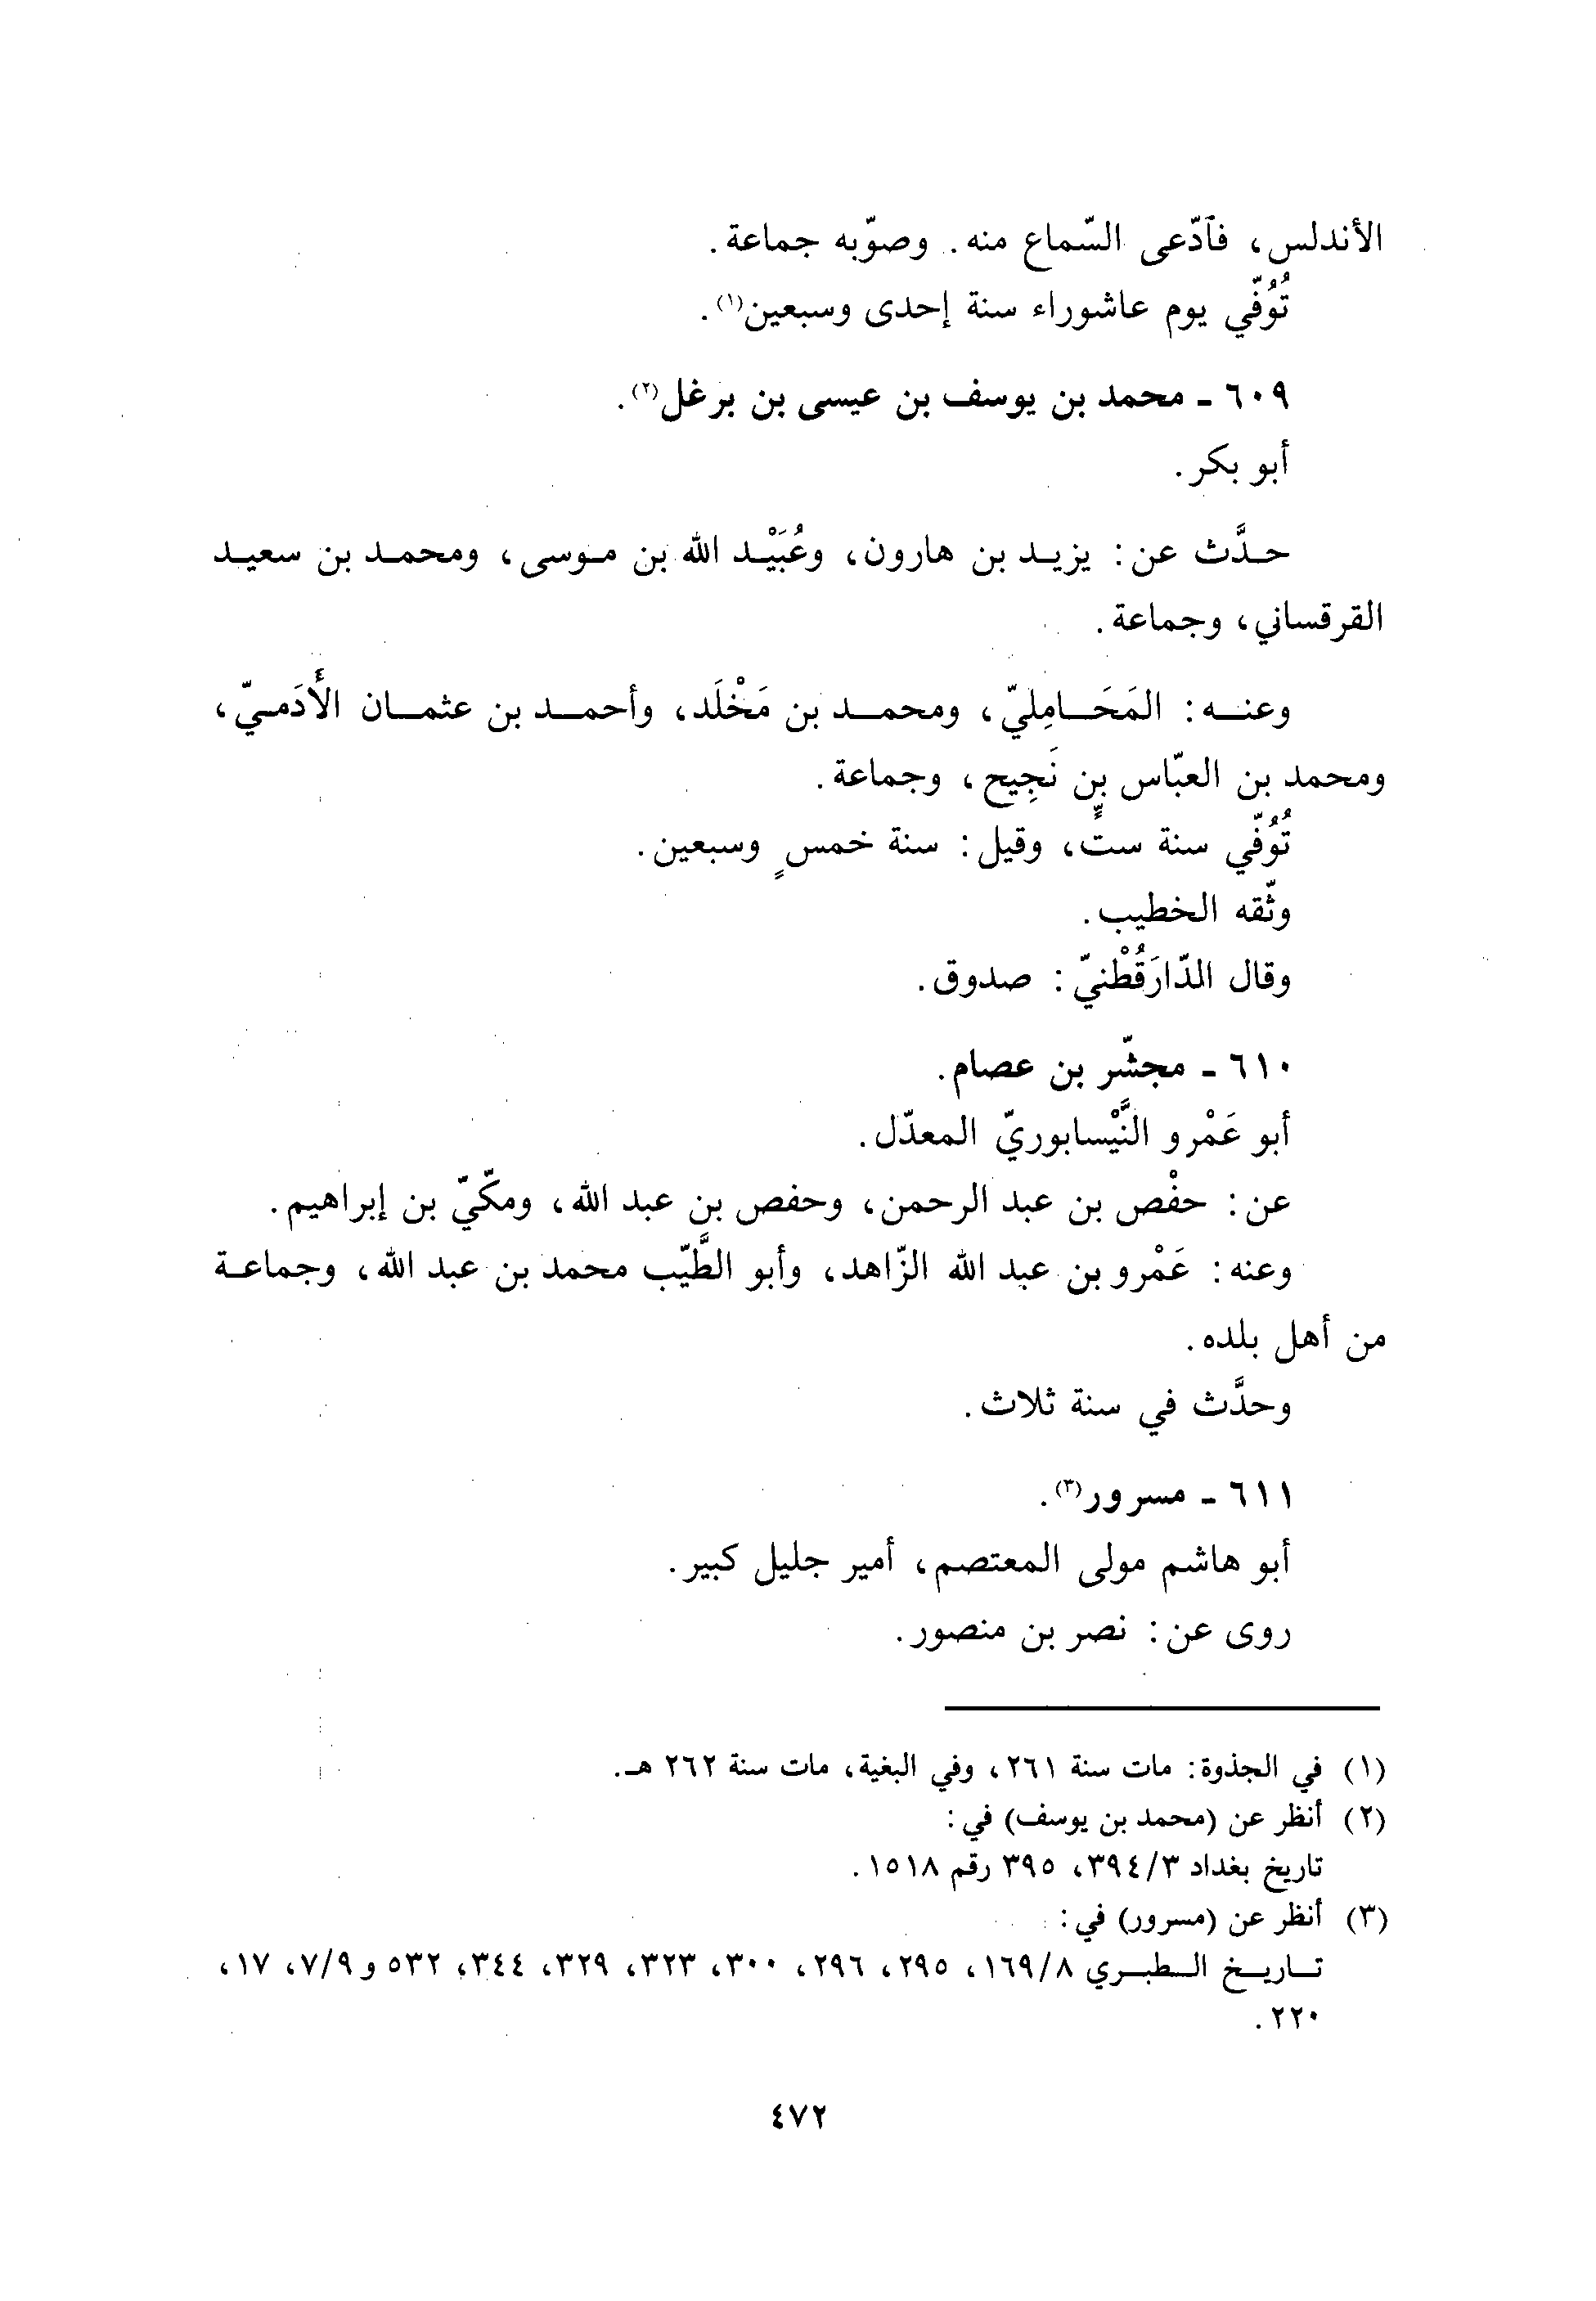 الأندلس، فآدّعى السّماع منه. وصوّبه جماعة.
تُوُفّي يوم عاشوراء سنة إحدى وسبعين(١).
٦٠٩ - محمد بن يوسف بن عيسى بن برغل(٢).
أبو بكر.
حدَّث عن: يزيد بن هارون، وعُبَيْد الله بن موسى، ومحمد بن سعيد
القرقساني، وجماعة.
وعنه: المَحَامِليّ، ومحمد بن مَخْلَد، وأحمد بن عثمان الأَدَميّ،
ومحمد بن العبّاس بن نَجِيح، وجماعة.
تُوُفّي سنة ستٍّ، وقيل: سنة خمسٍ وسبعين.
وثّقه الخطيب.
وقال الدّارَقُطْنيّ: صدوق.
٦١٠ - مجشّر بن عصام.
أبو عَمْرو النَّيْسابوريّ المعدّل.
عن: حفْص بن عبد الرحمن، وحفص بن عبد الله، ومكّيّ بن إبراهيم.
وعنه: عَمْرو بن عبد الله الزّاهد، وأبو الطَّيّب محمد بن عبد الله، وجماعة
من أهل بلده.
وحدَّث في سنة ثلاث.
٦١١ - مسرور(٣).
أبو هاشم مولى المعتصم، أمير جليل كبير.
روى عن: نصر بن منصور.
(١) في الجذوة: مات سنة ٢٦١، وفي البغية، مات سنة ٢٦٢ هـ.
(٢) أنظر عن (محمد بن يوسف) في:
تاريخ بغداد ٣/٣٩٤، ٣٩٥ رقم ١٥١٨.
(٣) أنظر عن (مسرور) في:
تاريخ الطبري ٨/١٦٩، ٢٩٥، ٢٩٦، ٣٠٠، ٣٢٣، ٣٢٩، ٣٤٤، ٥٣٢ و٩/٧، ١٧،
٢٢٠.
٤٧٢